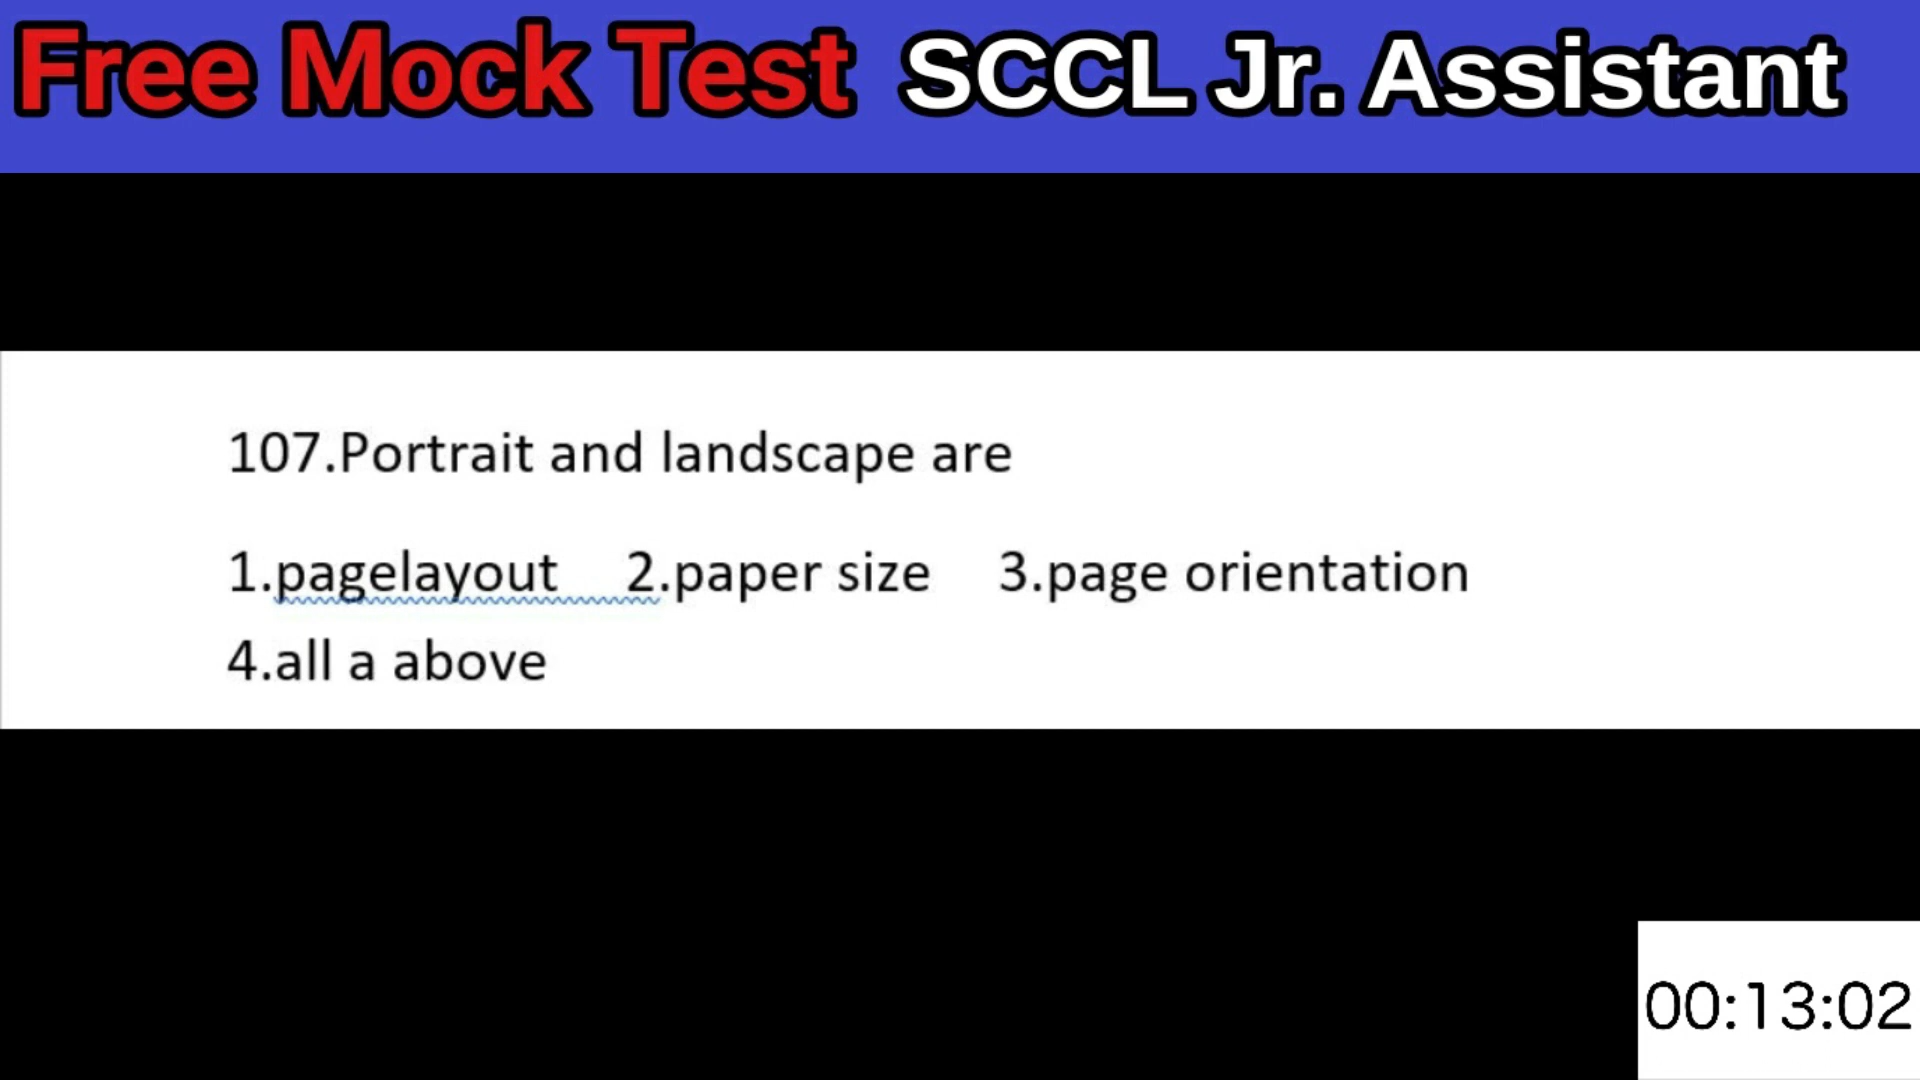 Free Mock Test SCCL Jr. Assistant
107.Portrait and landscape are
1.pagelayout 2.paper size 3.page orientation
4.all a above
00:13:02